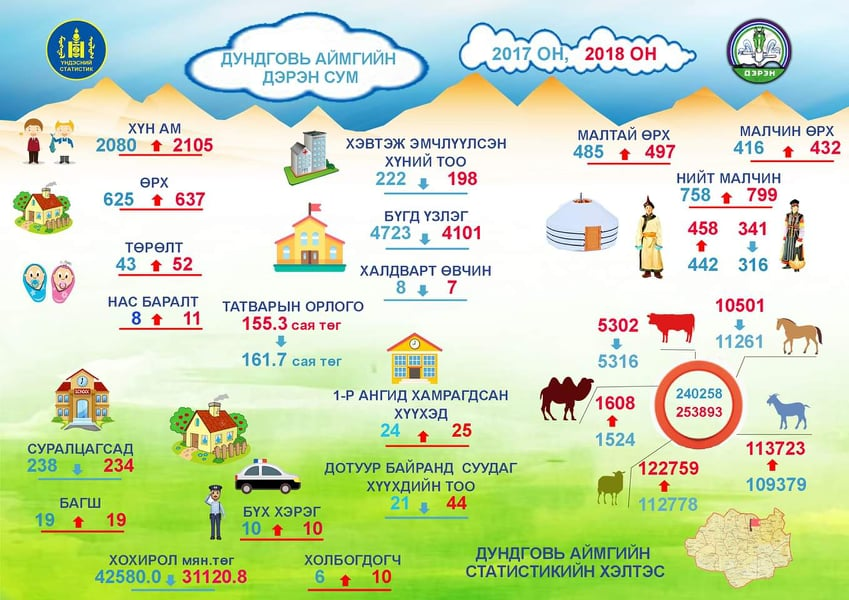 ҮНДЭСНИЙ
СТАТИСТИК
ДУНДГОВЬ АЙМГИЙН
ДЭРЭН СУМ
2017 ОН, 2018 ОН
ДЭРЭН
ХҮН АМ
2080 2105
ӨРХ
625 637
ТӨРӨЛТ
43 52
НАС БАРАЛТ
8 11
ХЭВТЭЖ ЭМЧЛҮҮЛСЭН
ХҮНИЙ ТОО
222 198
БҮГД ҮЗЛЭГ
4723 4101
ХАЛДВАРТ ӨВЧИН
8 7
ТАТВАРЫН ОРЛОГО
155.3 сая төг
161.7 сая төг
МАЛТАЙ ӨРХ
485 497
МАЛЧИН ӨРХ
416 432
НИЙТ МАЛЧИН
758 799
458 341
442 316
5302
5316
10501
11261
1608
1524
240258
253893
122759
112778
113723
109379
SCHOOL
СУРАЛЦАГСАД
238 234
БАГШ
19 19
1-Р АНГИД ХАМРАГДСАН
ХҮҮХЭД
24 25
ДОТУУР БАЙРАНД СУУДАГ
ХҮҮХДИЙН ТОО
21 44
БҮХ ХЭРЭГ
10 10
ХОХИРОЛ мян.төг
42580.0 31120.8
ХОЛБОГДОГЧ
6 10
ДУНДГОВЬ АЙМГИЙН
СТАТИСТИКИЙН ХЭЛТЭС